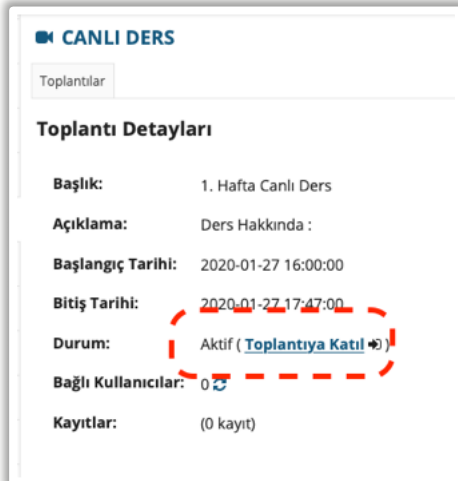 CANLI DERS
Toplantılar
Toplantı Detayları
Başlık: 1. Hafta Canlı Ders
Açıklama: Ders Hakkında :
Başlangıç Tarihi: 2020-01-27 16:00:00
Bitiş Tarihi: 2020-01-27 17:47:00
Durum: Aktif ( Toplantıya Katıl )
Bağlı Kullanıcılar: 0
Kayıtlar: (0 kayıt)